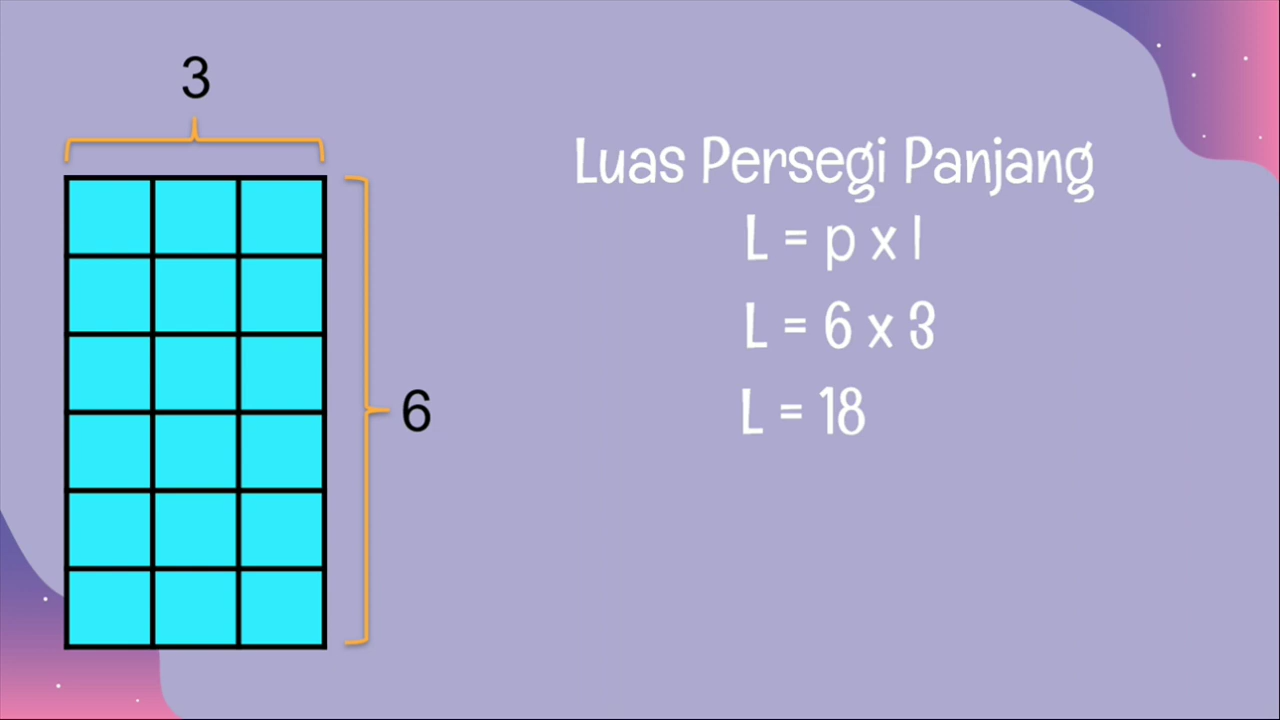 3
6
Luas Persegi Panjang
L = p x l
L = 6 x 3
L = 18